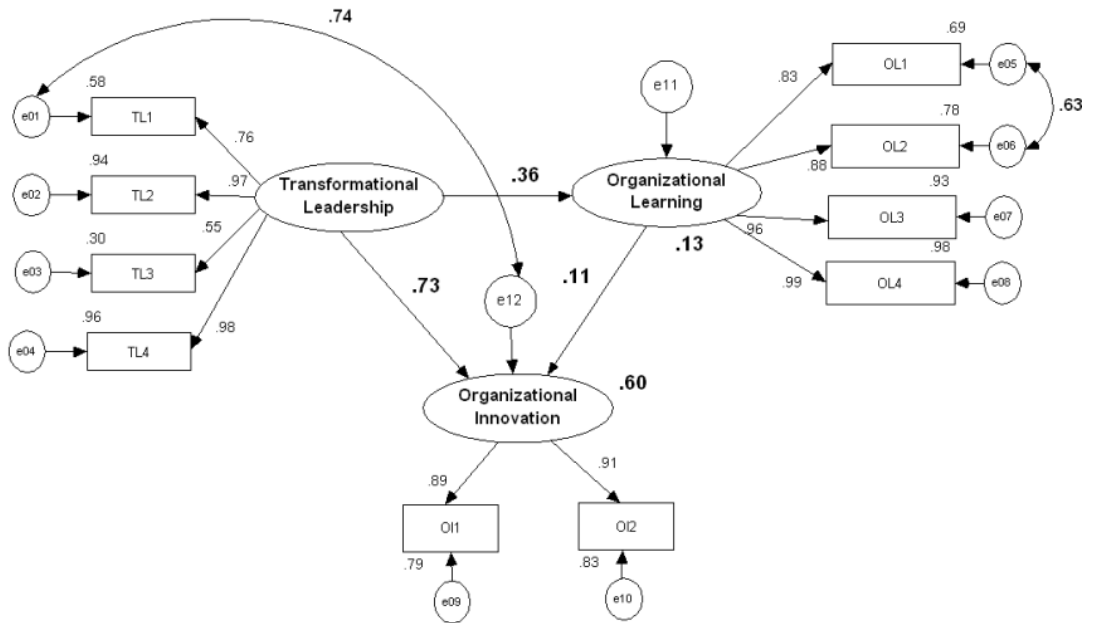 .74
.69
.58
.83
OL1
e05
e01
TL1
e11
.63
.76
.78
.94
OL2
e06
.88
e02
TL2
.97
Transformational
Leadership
.36
Organizational
Learning
.93
.55
OL3
e07
.30
.96
.13
.98
e03
TL3
.73
e12
.11
.99
OL4
e08
.96
.98
e04
TL4
Organizational
Innovation
.60
.89
.91
OI1
OI2
.79
.83
e09
e10